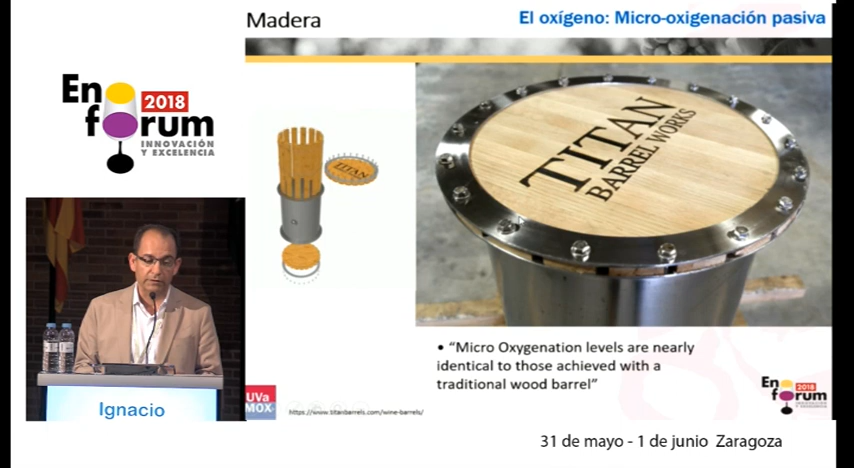 Madera
El oxígeno: Micro-oxigenación pasiva
Eno
forum
2018
INNOVACIÓN
Y EXCELENCIA
TITAN
TITAN
BARREL WORKS
• “Micro Oxygenation levels are nearly
identical to those achieved with a
traditional wood barrel”
Ignacio
UVa
MOX
https://www.titanbarrels.com/wine-barrels/
Eno
forum
2018
31 de mayo - 1 de junio Zaragoza